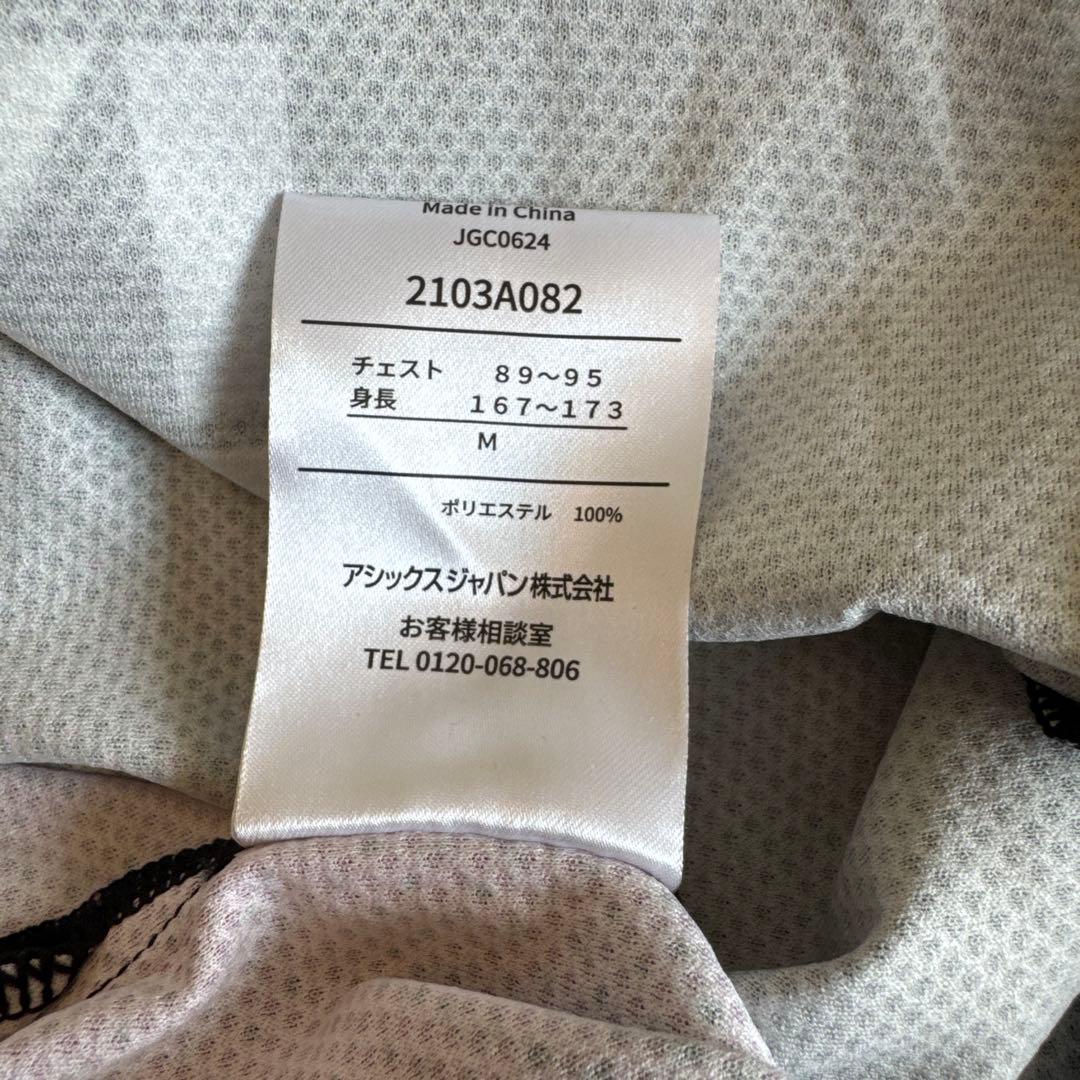 Made in China
JGC0624
2103A082
チェスト 89〜95
身長 167〜173
M
ポリエステル 100%
アシックスジャパン株式会社
お客様相談室
TEL 0120-068-806